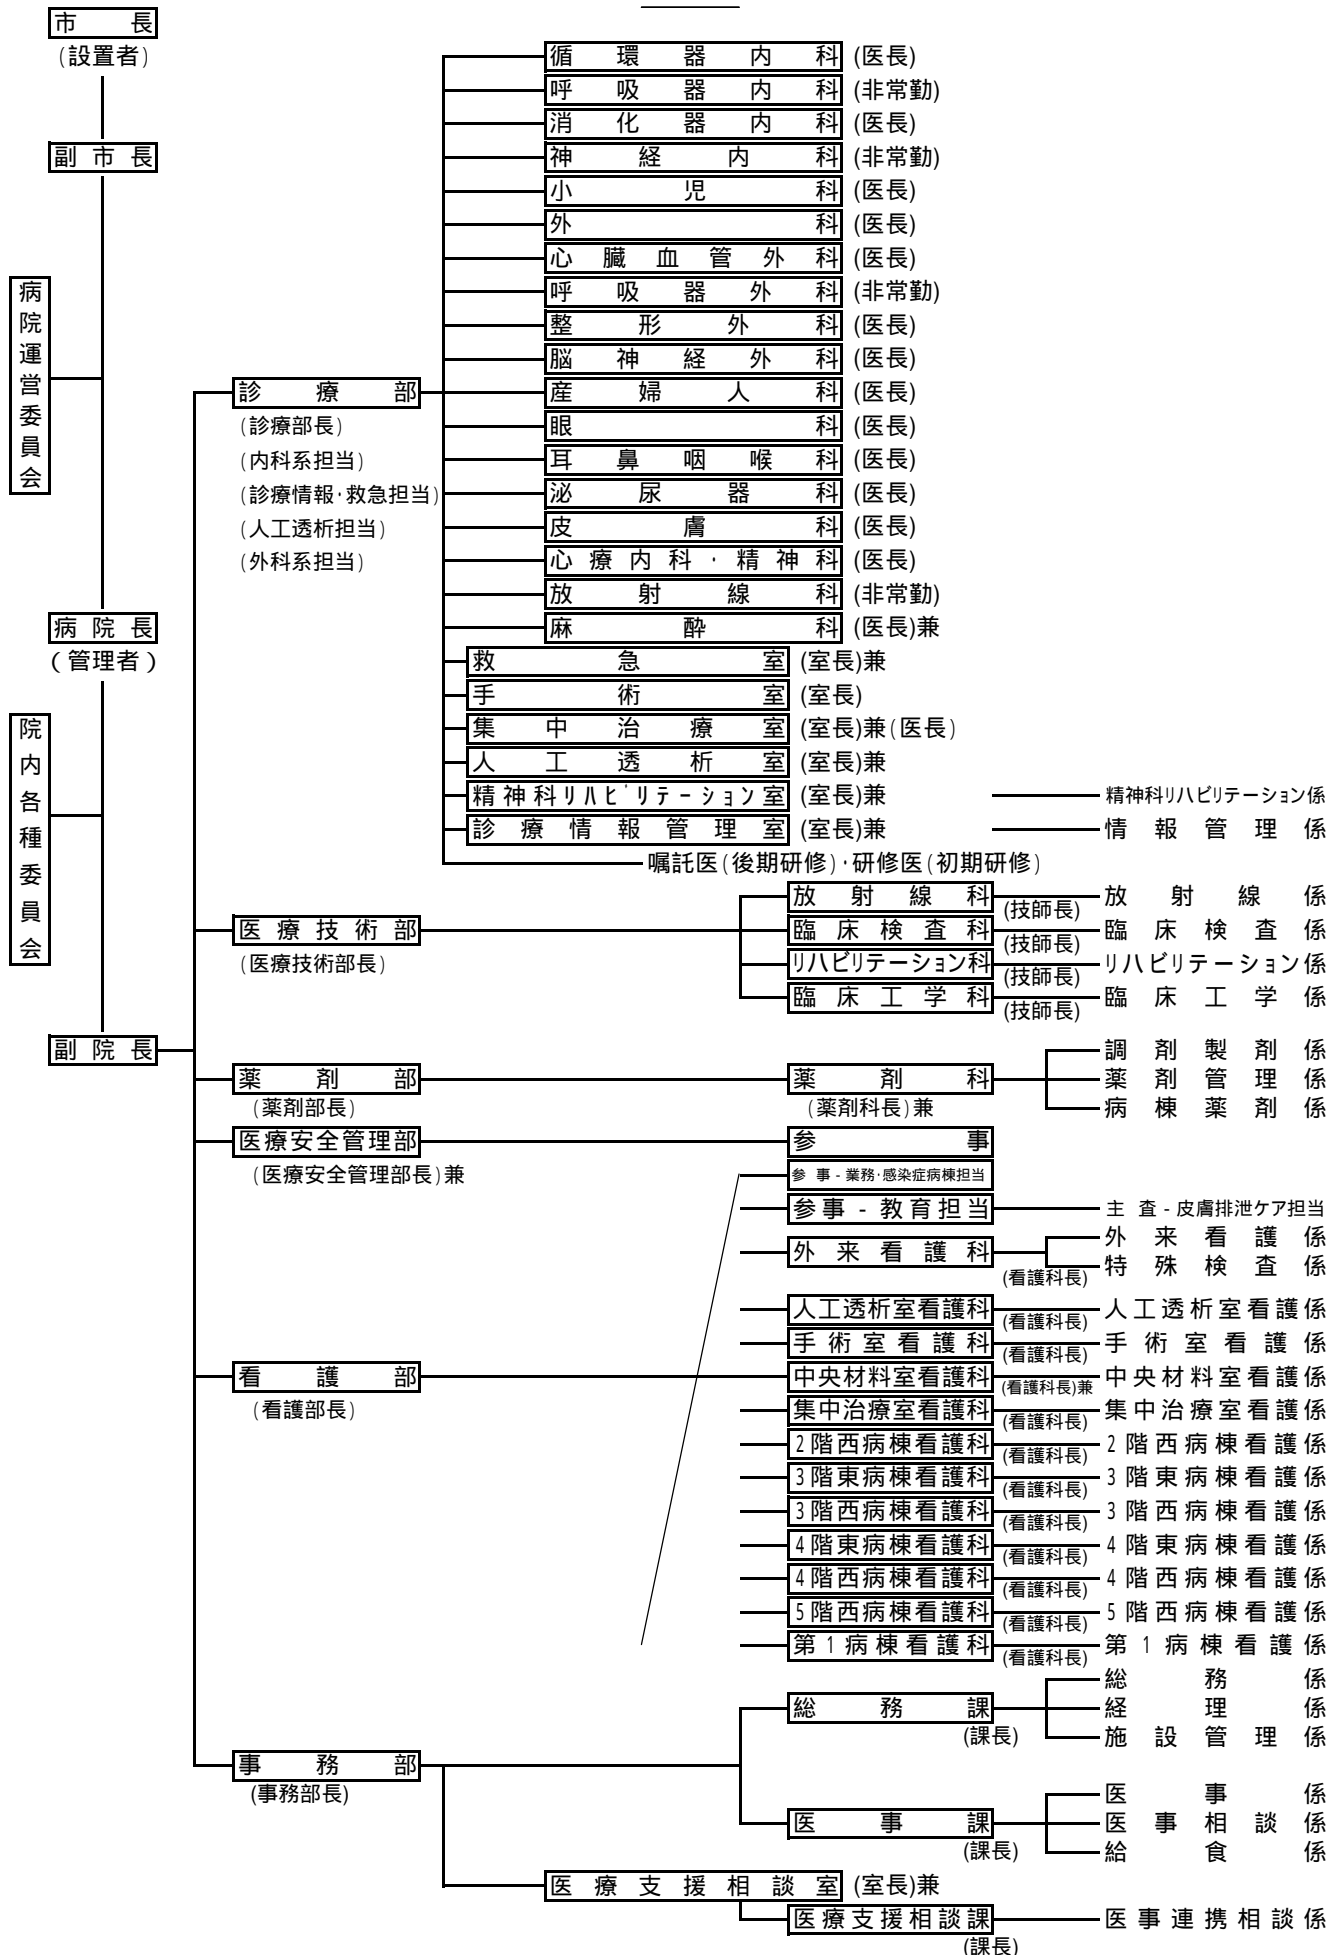 市長
(設置者)
副市長
病院運営委員会
病院長
(管理者)
院内各種委員会
副院長
診療部
(診療部長)
(内科系担当)
(診療情報・救急担当)
(人工透析担当)
(外科系担当)
循環器内科 (医長)
呼吸器内科 (非常勤)
消化器内科 (医長)
神経内科 (非常勤)
小児科 (医長)
外科 (医長)
心臓血管外科 (医長)
呼吸器外科 (非常勤)
整形外科 (医長)
脳神経外科 (医長)
産婦人科 (医長)
眼科 (医長)
耳鼻咽喉科 (医長)
泌尿器科 (医長)
皮膚科 (医長)
心療内科・精神科 (医長)
放射線科 (非常勤)
麻酔科 (医長)兼
救急室 (室長)兼
手術室 (室長)
集中治療室 (室長)兼(医長)
人工透析室 (室長)兼
精神科リハビリテーション室 (室長)兼 精神科リハビリテーション係
診療情報管理室 (室長)兼 情報管理係
嘱託医(後期研修)・研修医(初期研修)
医療技術部
(医療技術部長)
放射線科 (技師長) 放射線係
臨床検査科 (技師長) 臨床検査係
リハビリテーション科 (技師長) リハビリテーション係
臨床工学科 (技師長) 臨床工学係
薬剤部
(薬剤部長)
薬剤科
(薬剤科長)兼
調剤製剤係
薬剤管理係
病棟薬剤係
医療安全管理部
(医療安全管理部長)兼
参事
看護部
(看護部長)
参事-業務・感染症病棟担当
参事-教育担当 主査-皮膚排泄ケア担当
外来看護科 (看護科長)
外来看護係
特殊検査係
人工透析室看護科 (看護科長) 人工透析室看護係
手術室看護科 (看護科長) 手術室看護係
中央材料室看護科 (看護科長)兼 中央材料室看護係
集中治療室看護科 (看護科長) 集中治療室看護係
2階西病棟看護科 (看護科長) 2階西病棟看護係
3階東病棟看護科 (看護科長) 3階東病棟看護係
3階西病棟看護科 (看護科長) 3階西病棟看護係
4階東病棟看護科 (看護科長) 4階東病棟看護係
4階西病棟看護科 (看護科長) 4階西病棟看護係
5階西病棟看護科 (看護科長) 5階西病棟看護係
第1病棟看護科 (看護科長) 第1病棟看護係
事務部
(事務部長)
総務課
(課長)
総務係
経理係
施設管理係
医事課
(課長)
医事係
医事相談係
給食係
医療支援相談室 (室長)兼
医療支援相談課 医事連携相談係
(課長)